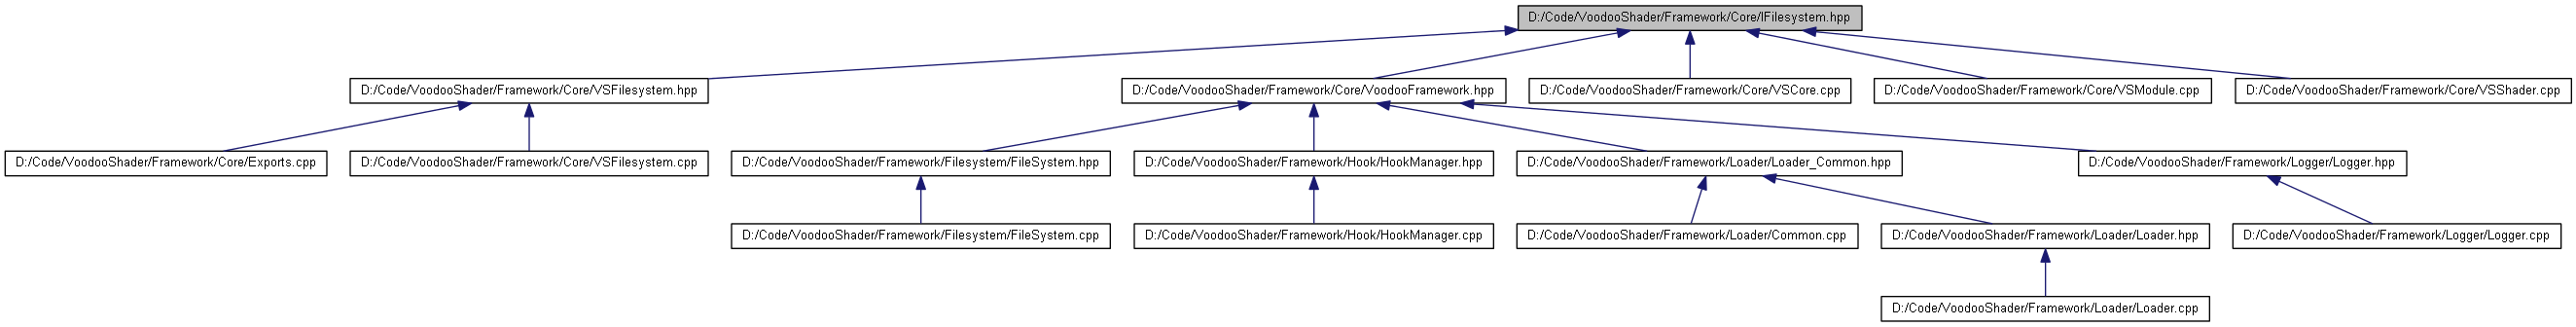 D:/Code/VoodooShader/Framework/Core/IFilesystem.hpp
D:/Code/VoodooShader/Framework/Core/VSFilesystem.hpp
D:/Code/VoodooShader/Framework/Core/VoodooFramework.hpp
D:/Code/VoodooShader/Framework/Core/VSCore.cpp
D:/Code/VoodooShader/Framework/Core/VSModule.cpp
D:/Code/VoodooShader/Framework/Core/VSShader.cpp
D:/Code/VoodooShader/Framework/Core/Exports.cpp
D:/Code/VoodooShader/Framework/Core/VSFilesystem.cpp
D:/Code/VoodooShader/Framework/Filesystem/FileSystem.hpp
D:/Code/VoodooShader/Framework/Hook/HookManager.hpp
D:/Code/VoodooShader/Framework/Loader/Loader_Common.hpp
D:/Code/VoodooShader/Framework/Logger/Logger.hpp
D:/Code/VoodooShader/Framework/Filesystem/FileSystem.cpp
D:/Code/VoodooShader/Framework/Hook/HookManager.cpp
D:/Code/VoodooShader/Framework/Loader/Common.cpp
D:/Code/VoodooShader/Framework/Loader/Loader.hpp
D:/Code/VoodooShader/Framework/Logger/Logger.cpp
D:/Code/VoodooShader/Framework/Loader/Loader.cpp